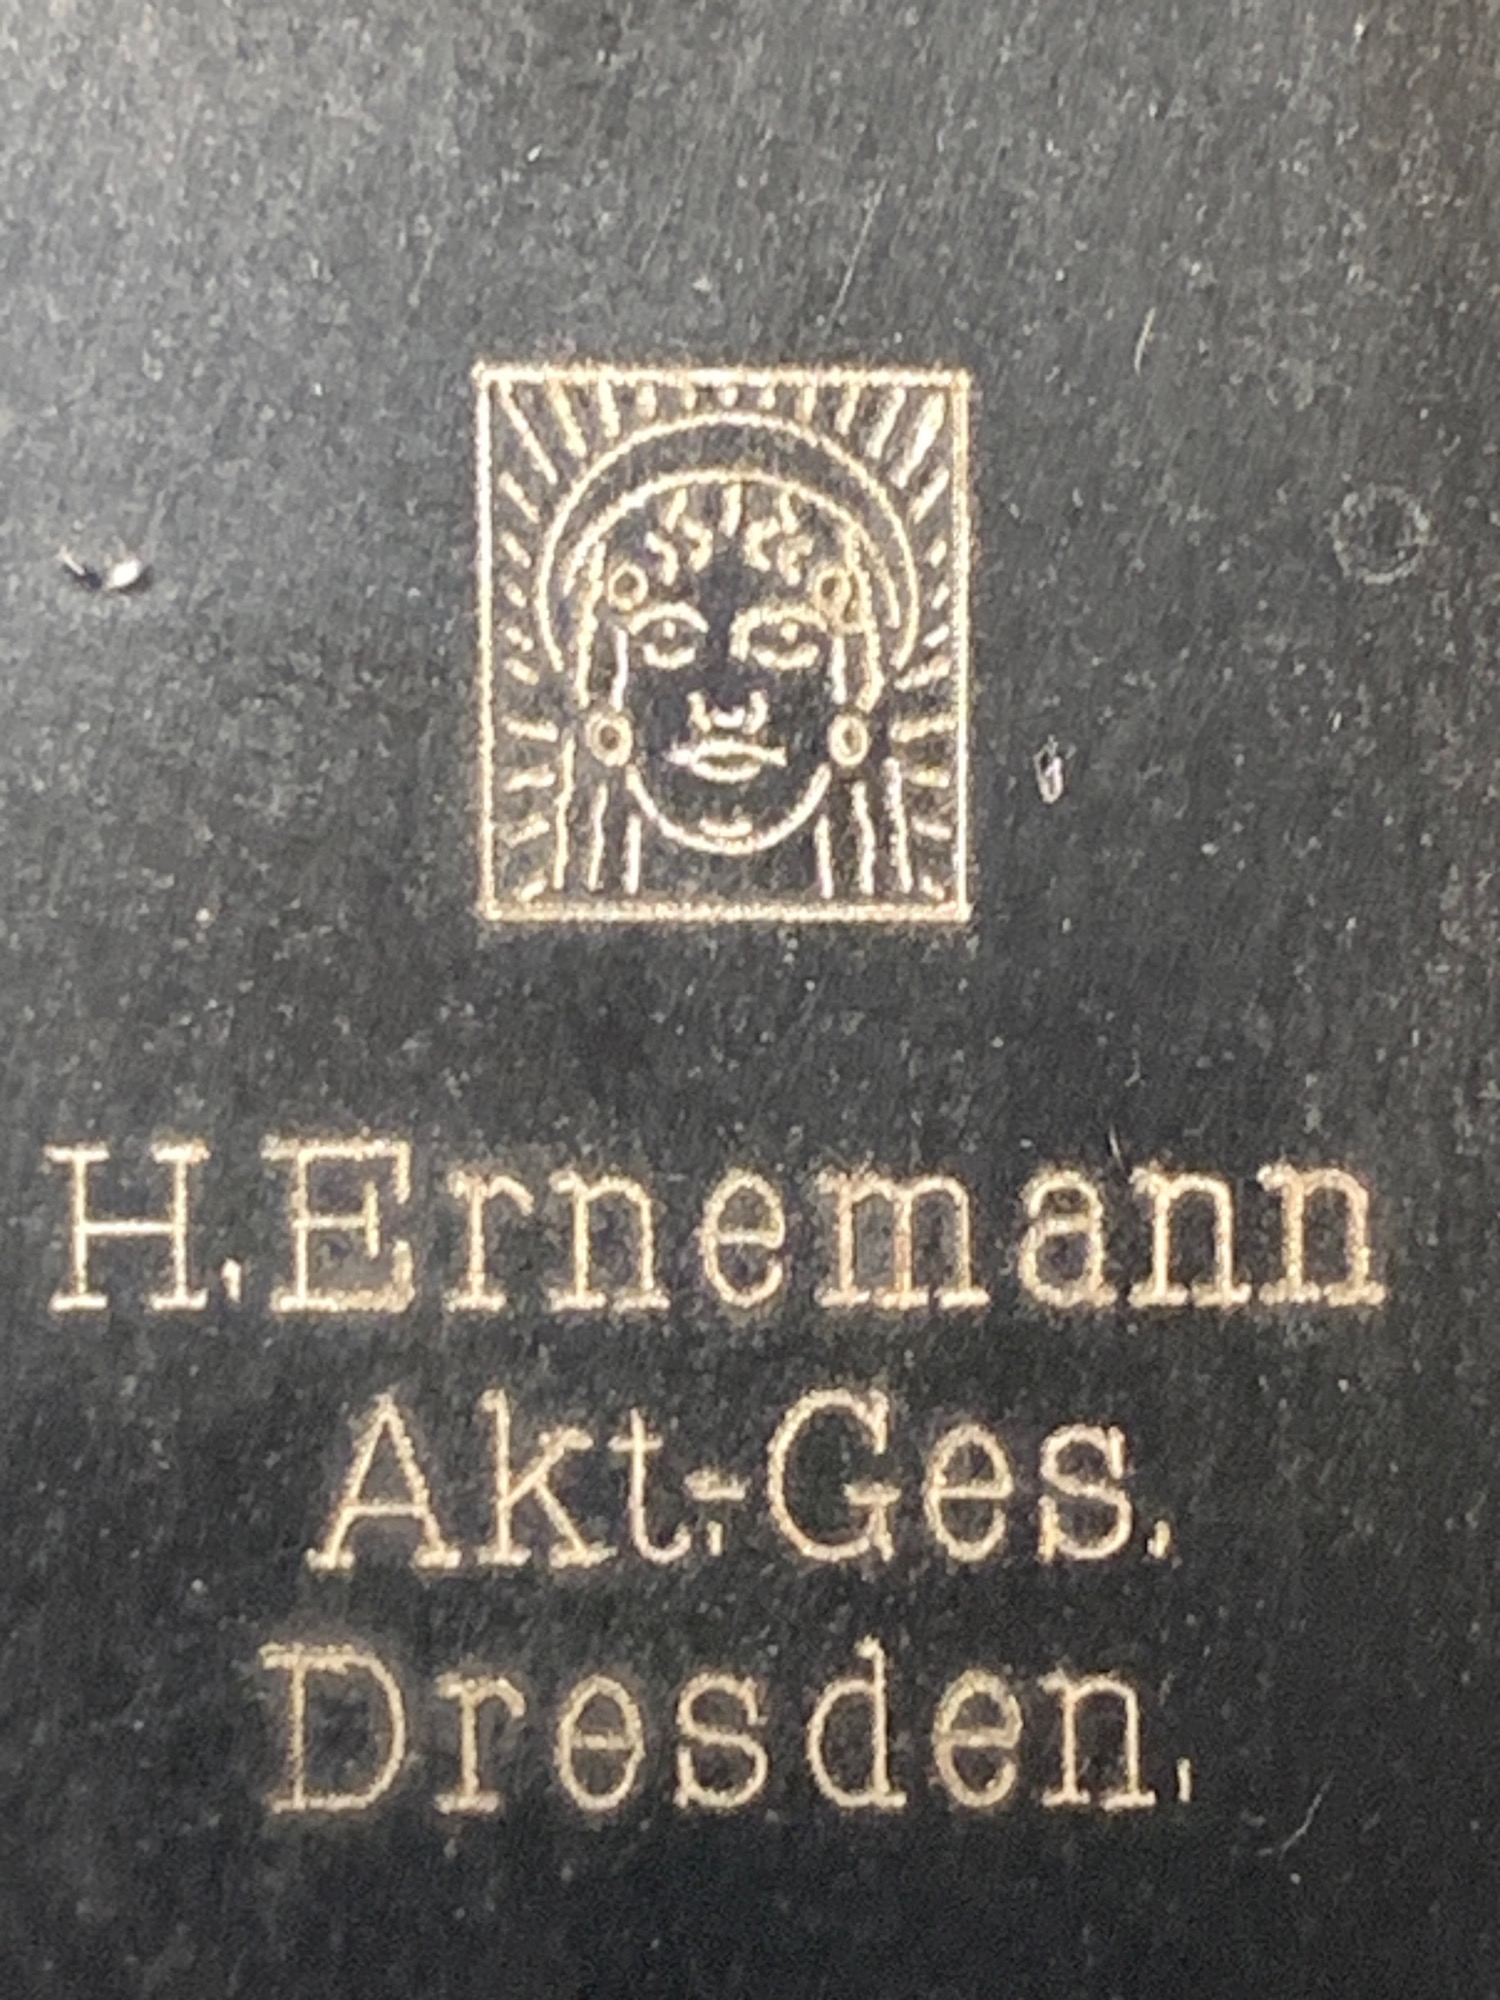 H.Ernemann
Akt.-Ges.
Dresden.